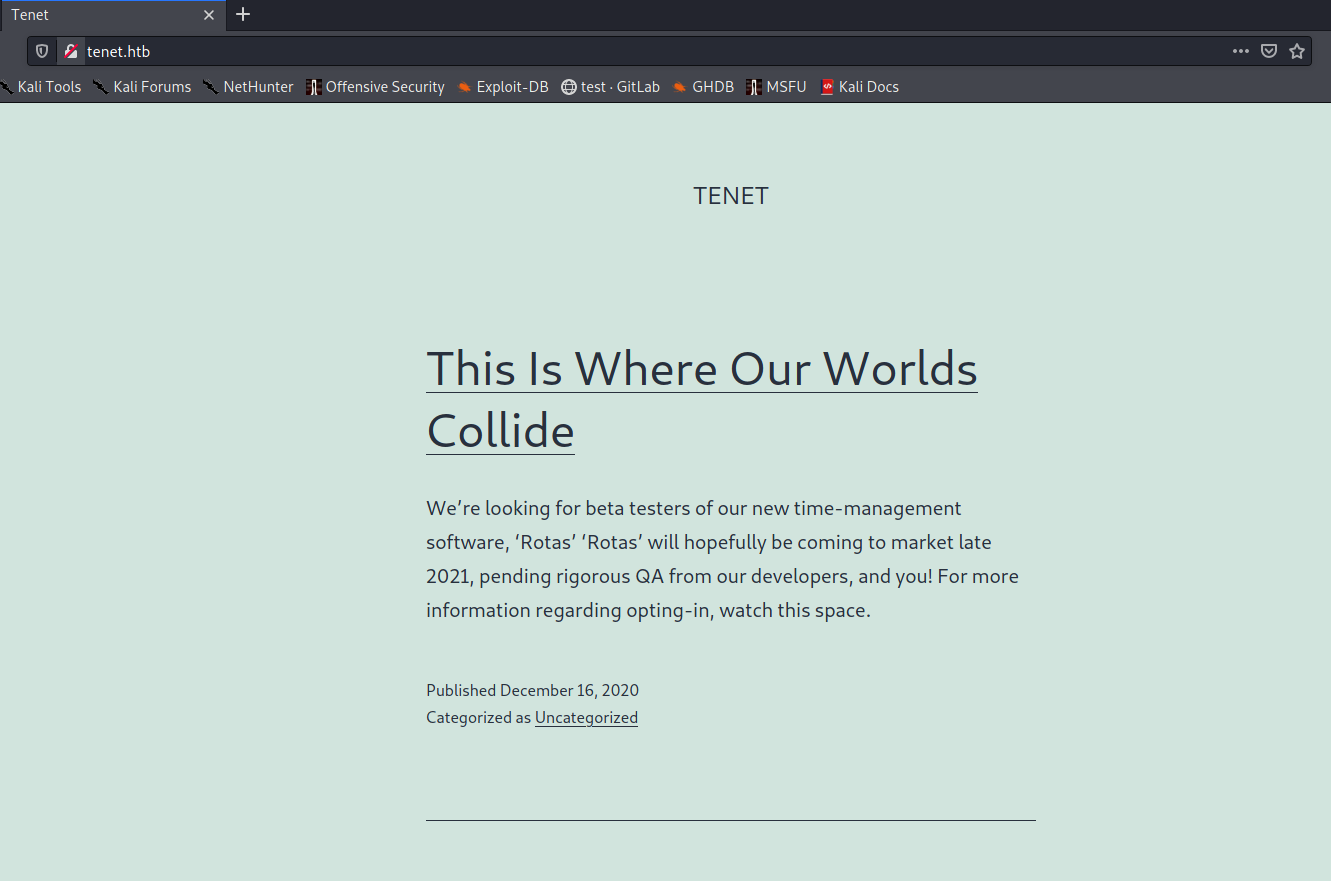 Tenet
tenet.htb
Kali Tools Kali Forums NetHunter Offensive Security Exploit-DB test · GitLab GHDB MSFU Kali Docs
TENET
This Is Where Our Worlds
Collide
We’re looking for beta testers of our new time-management
software, ‘Rotas’ ‘Rotas’ will hopefully be coming to market late
2021, pending rigorous QA from our developers, and you! For more
information regarding opting-in, watch this space.
Published December 16, 2020
Categorized as Uncategorized